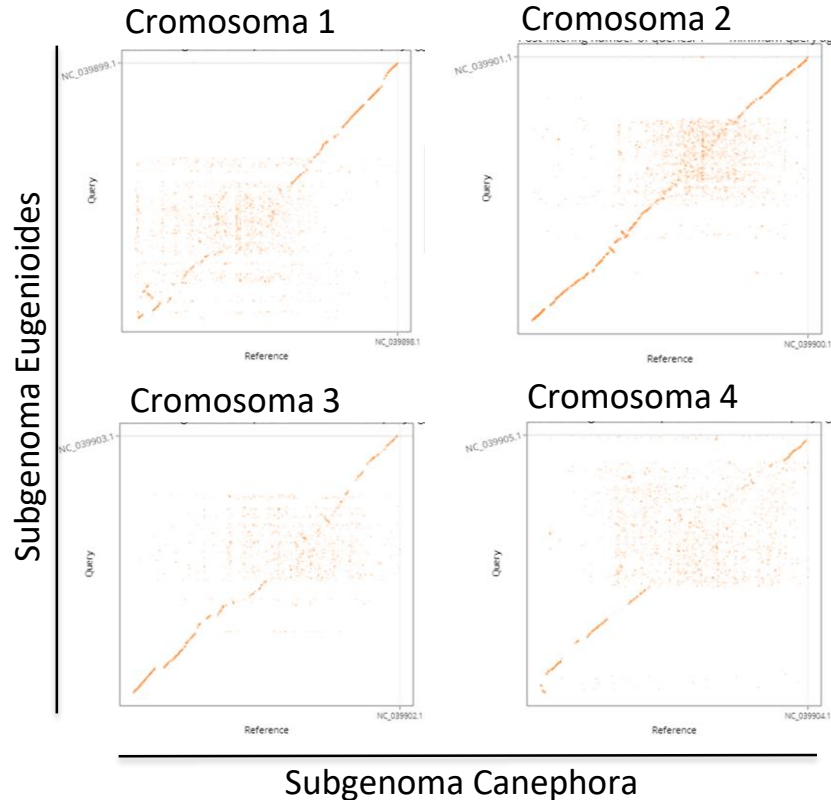 Cromosoma 1
NC_039899.1
Query
NC_039898.1
Reference
Cromosoma 2
NC_039901.1
Query
NC_039900.1
Reference
Cromosoma 3
NC_039903.1
Query
NC_039902.1
Reference
Cromosoma 4
NC_039905.1
Query
NC_039904.1
Reference
Subgenoma Eugenioides
Subgenoma Canephora